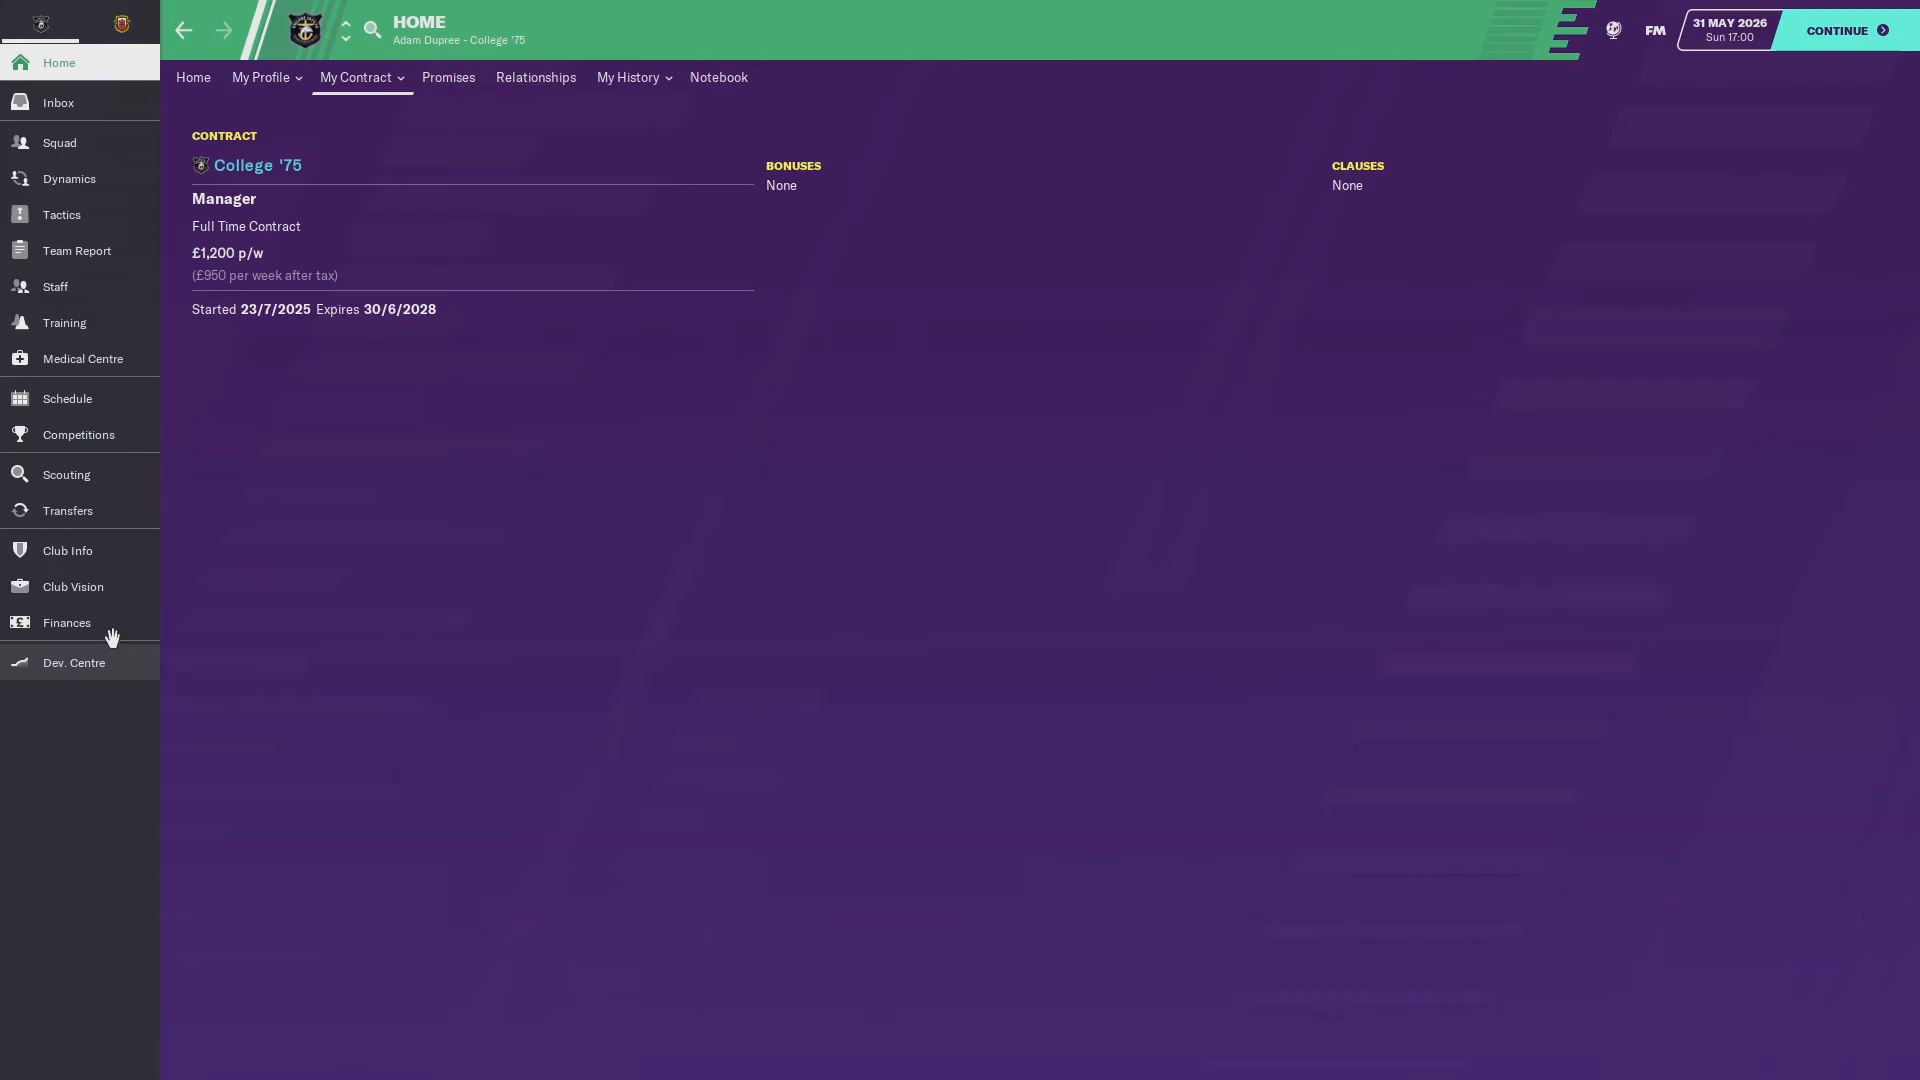 HOME
Adam Dupree - College '75
FM
31 MAY 2026
Sun 17:00
CONTINUE
Home
My Profile
My Contract
Promises
Relationships
My History
Notebook
Home
Inbox
Squad
Dynamics
Tactics
Team Report
Staff
Training
Medical Centre
Schedule
Competitions
Scouting
Transfers
Club Info
Club Vision
Finances
Dev. Centre
CONTRACT
College '75
Manager
Full Time Contract
£1,200 p/w
(£950 per week after tax)
Started 23/7/2025 Expires 30/6/2028
BONUSES
None
CLAUSES
None